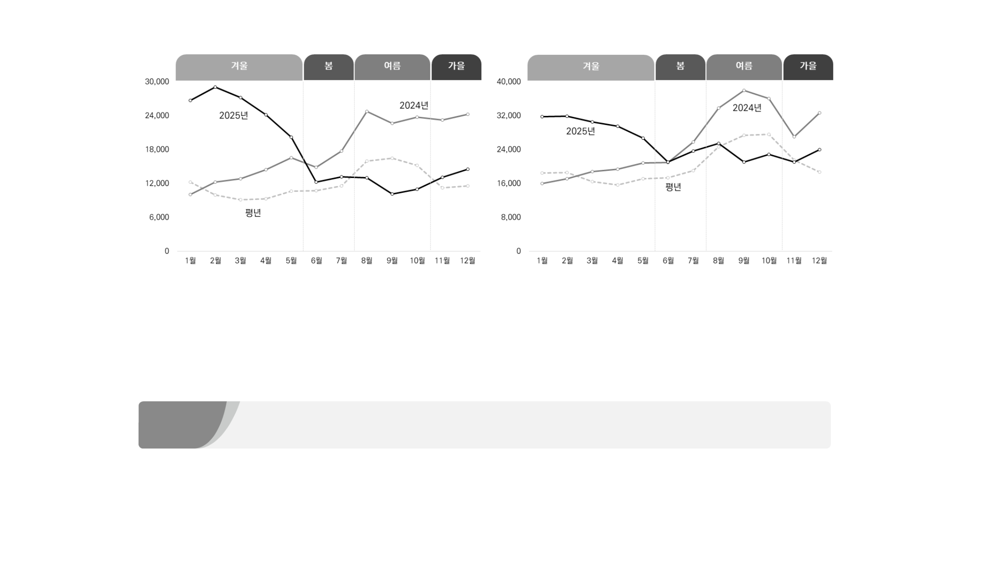 겨울 봄 여름 가을
30,000
24,000
18,000
12,000
6,000
0
2025년
2024년
평년
1월 2월 3월 4월 5월 6월 7월 8월 9월 10월 11월 12월
겨울 봄 여름 가을
40,000
32,000
24,000
16,000
8,000
0
2025년
2024년
평년
1월 2월 3월 4월 5월 6월 7월 8월 9월 10월 11월 12월